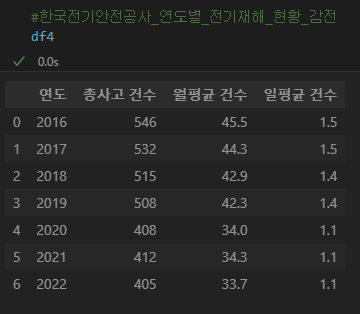 #한국전기안전공사_연도별_전기재해_현황_감전
df4
0.0s
연도 총사고 건수 월평균 건수 일평균 건수
0 2016 546 45.5 1.5
1 2017 532 44.3 1.5
2 2018 515 42.9 1.4
3 2019 508 42.3 1.4
4 2020 408 34.0 1.1
5 2021 412 34.3 1.1
6 2022 405 33.7 1.1